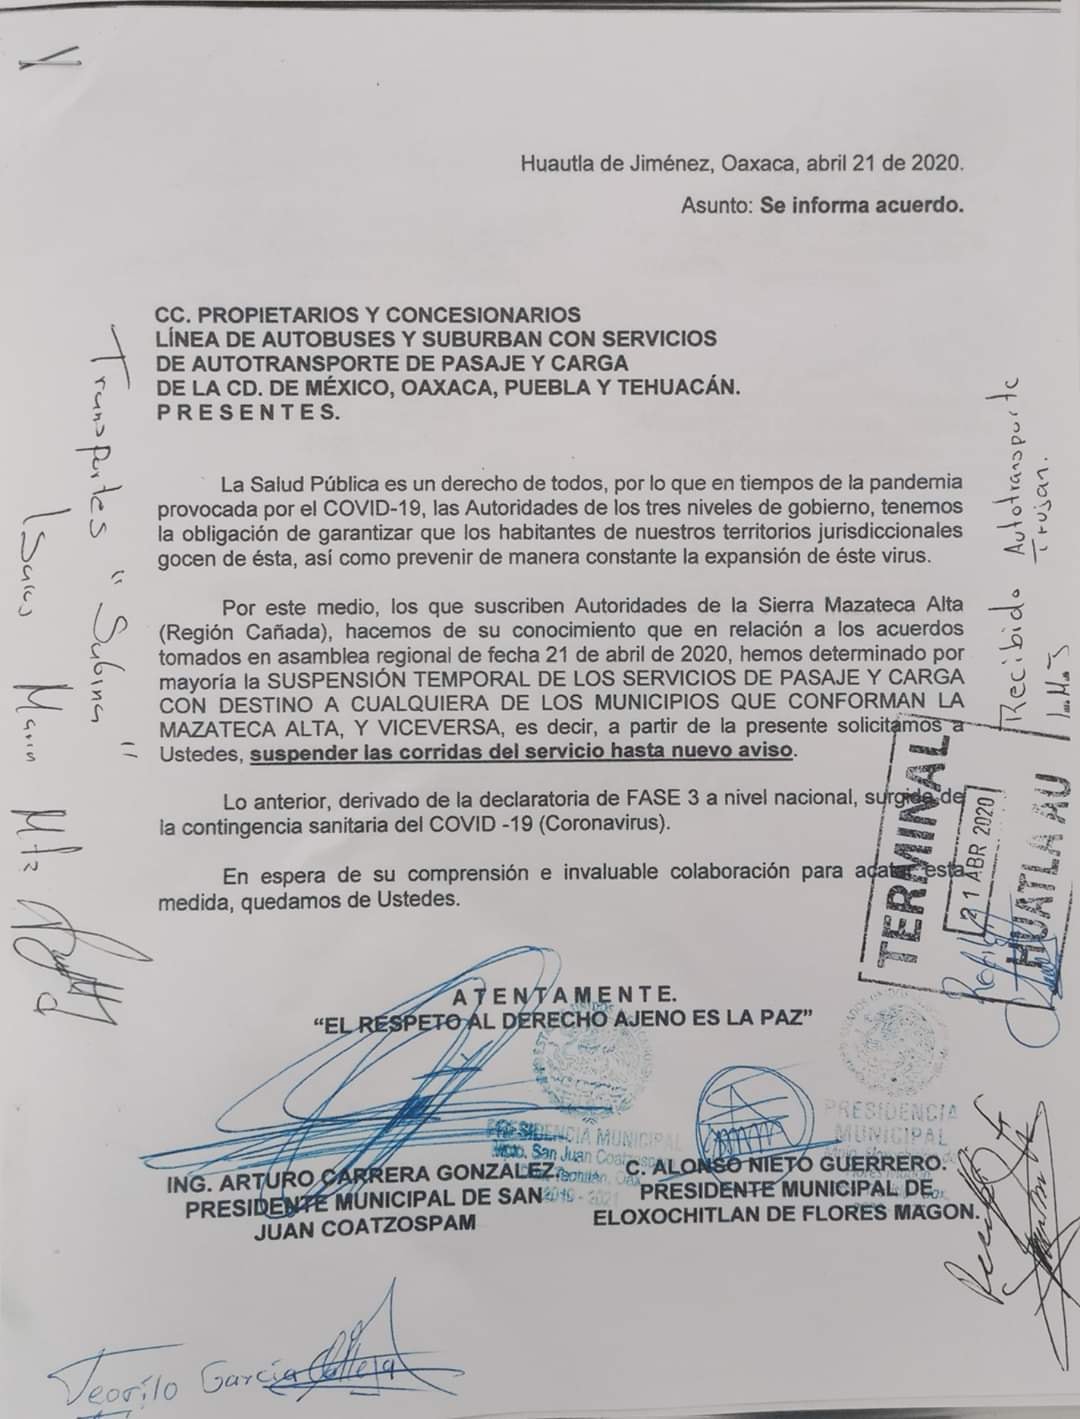 Huautla de Jiménez, Oaxaca, abril 21 de 2020.
Asunto: Se informa acuerdo.
CC. PROPIETARIOS Y CONCESIONARIOS
LÍNEA DE AUTOBUSES Y SUBURBAN CON SERVICIOS
DE AUTOTRANSPORTE DE PASAJE Y CARGA
DE LA CD. DE MÉXICO, OAXACA, PUEBLA Y TEHUACÁN.
P R E S E N T E S.
La Salud Pública es un derecho de todos, por lo que en tiempos de la pandemia
provocada por el COVID-19, las Autoridades de los tres niveles de gobierno, tenemos
la obligación de garantizar que los habitantes de nuestros territorios jurisdiccionales
gocen de ésta, así como prevenir de manera constante la expansión de éste virus.
Por este medio, los que suscriben Autoridades de la Sierra Mazateca Alta
(Región Cañada), hacemos de su conocimiento que en relación a los acuerdos
tomados en asamblea regional de fecha 21 de abril de 2020, hemos determinado por
mayoría la SUSPENSIÓN TEMPORAL DE LOS SERVICIOS DE PASAJE Y CARGA
CON DESTINO A CUALQUIERA DE LOS MUNICIPIOS QUE CONFORMAN LA
MAZATECA ALTA, Y VICEVERSA, es decir, a partir de la presente solicitamos a
Ustedes, suspender las corridas del servicio hasta nuevo aviso.
Lo anterior, derivado de la declaratoria de FASE 3 a nivel nacional, surgida de
la contingencia sanitaria del COVID -19 (Coronavirus).
En espera de su comprensión e invaluable colaboración para acatar esta
medida, quedamos de Ustedes.
A T E N T A M E N T E.
“EL RESPETO AL DERECHO AJENO ES LA PAZ”
PRESIDENCIA MUNICIPAL
Mpio. San Juan Coatzospam
2019 - 2021
PRESIDENCIA
MUNICIPAL
ING. ARTURO CARRERA GONZALEZ.
PRESIDENTE MUNICIPAL DE SAN
JUAN COATZOSPAM
C. ALONSO NIETO GUERRERO.
PRESIDENTE MUNICIPAL DE
ELOXOCHITLAN DE FLORES MAGON.
Transportes "Sabina"
Recibido Autotransporte
Trujan.
TERMINAL
21 ABR 2020
HUATLA AU
Teofilo García Calleja